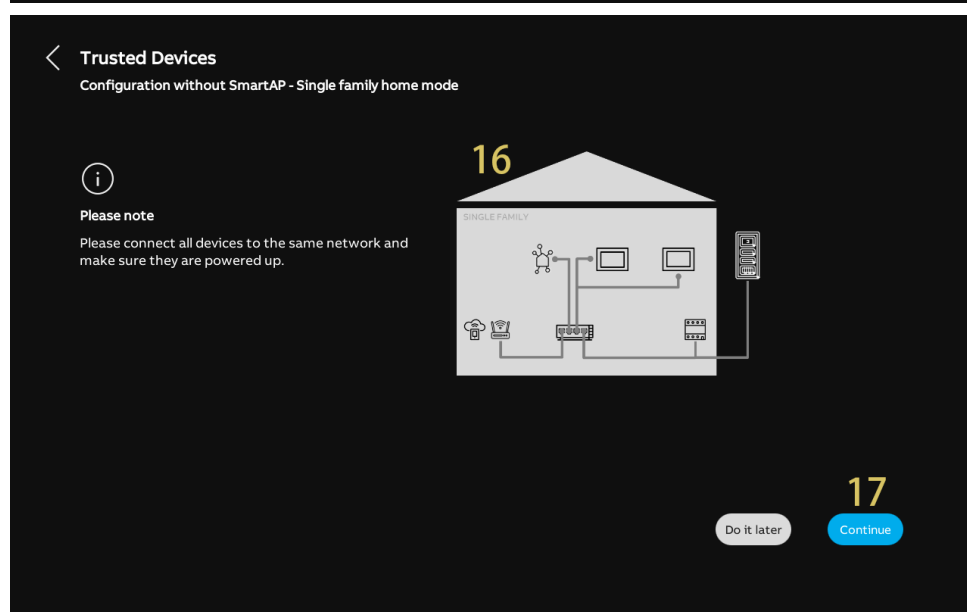 Trusted Devices
Configuration without SmartAP - Single family home mode
16
Please note
Please connect all devices to the same network and
make sure they are powered up.
SINGLE FAMILY
17
Do it later
Continue